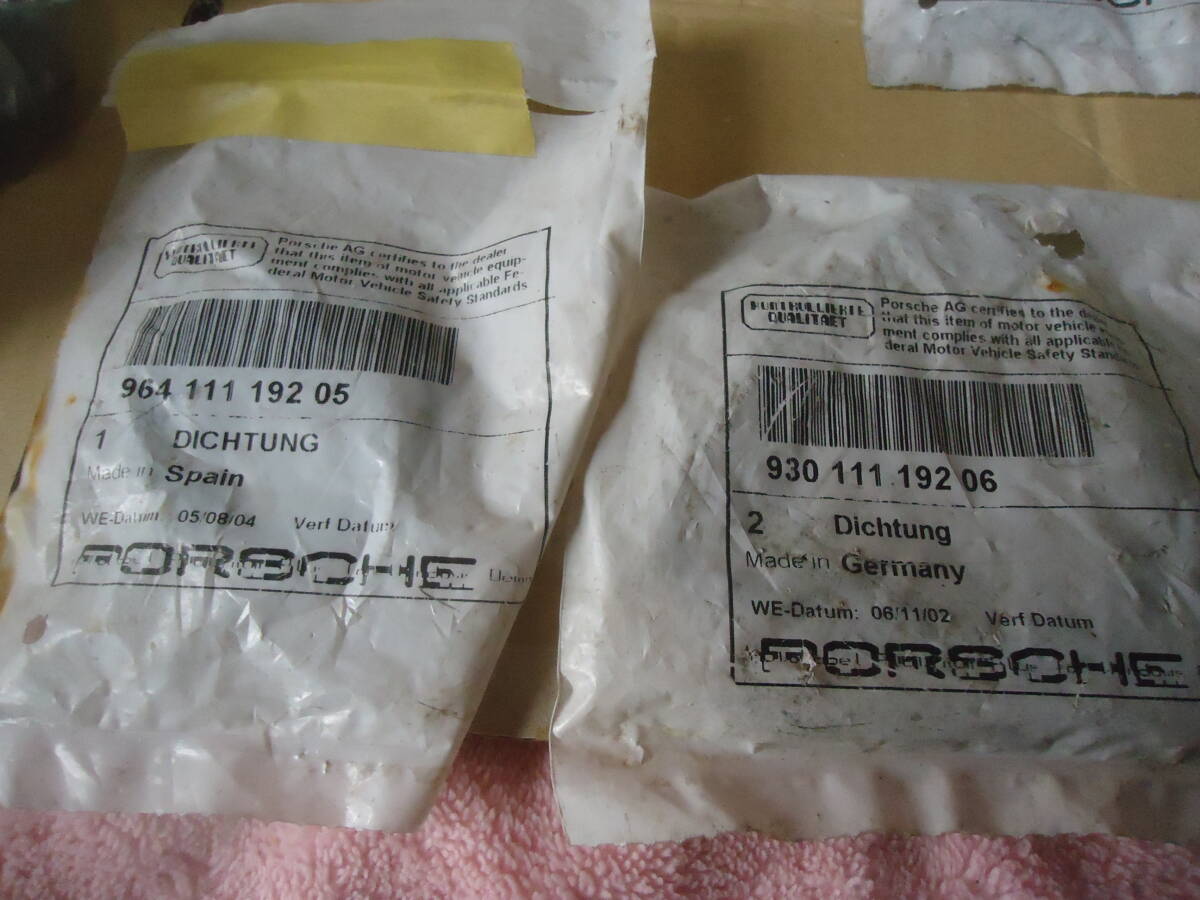 KONTROLLIERTE
QUALITAET
Porsche AG certifies to the dealer
that this item of motor vehicle equip-
ment complies with all applicable Fe-
deral Motor Vehicle Safety Standards
964 111 192 05
1 DICHTUNG
Made in Spain
WE-Datum: 05/08/04 Verf Datum
PORSCHE
KONTROLLIERTE
QUALITAET
Porsche AG certifies to the
that this item of motor vehicle
ment complies with all applicable
deral Motor Vehicle Safety Stand
930 111 192 06
2 Dichtung
Made in Germany
WE-Datum: 06/11/02 Verf Datum
PORSCHE